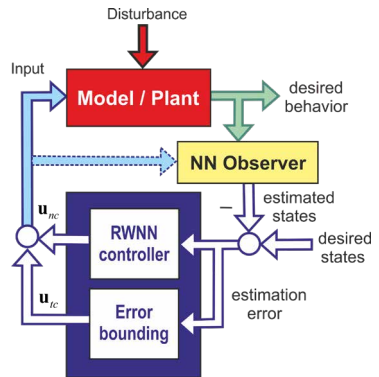 Disturbance
Input
Model / Plant
desired
behavior
NN Observer
u_nc
–
estimated
states
RWNN
controller
desired
states
u_tc
Error
bounding
estimation
error